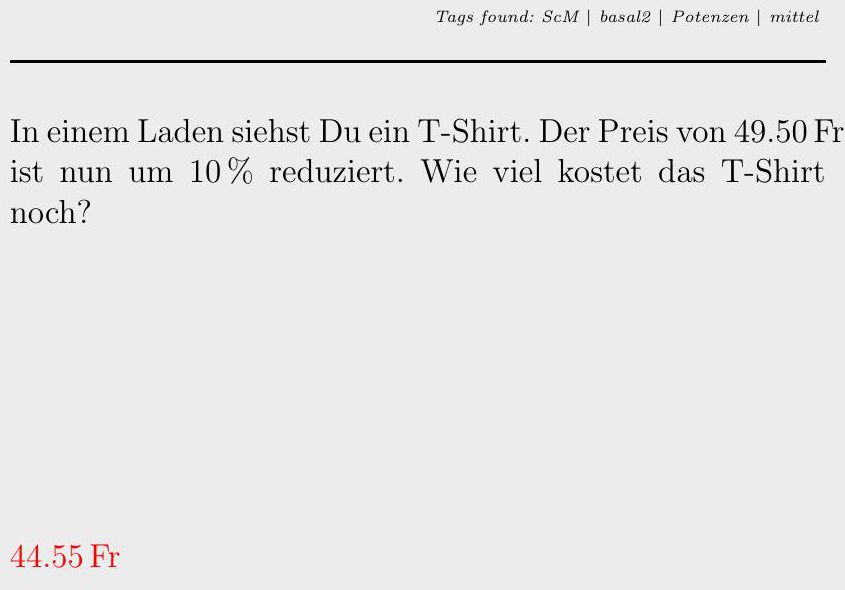 Tags found: ScM | basal2 | Potenzen | mittel
In einem Laden siehst Du ein T-Shirt. Der Preis von 49.50 Fr
ist nun um 10 % reduziert. Wie viel kostet das T-Shirt
noch?
44.55 Fr